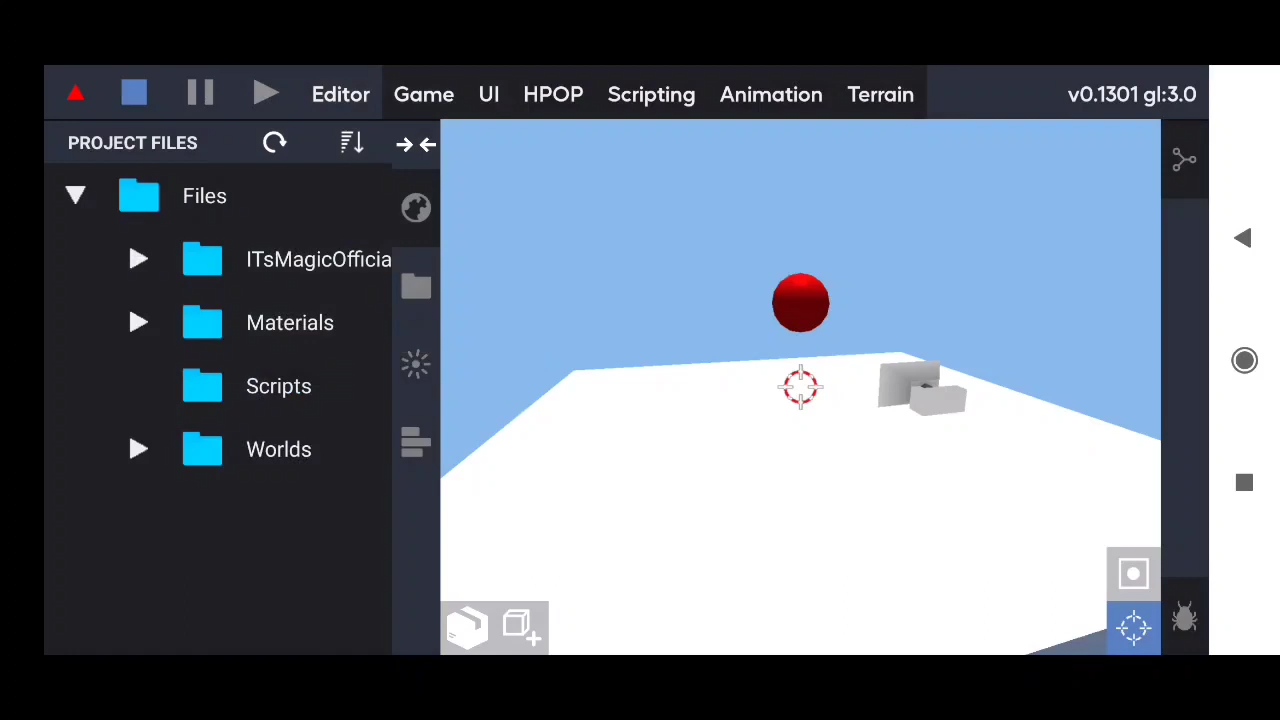 Editor Game UI HPOP Scripting Animation Terrain v0.1301 gl:3.0
PROJECT FILES
Files
ITsMagicOfficia
Materials
Scripts
Worlds